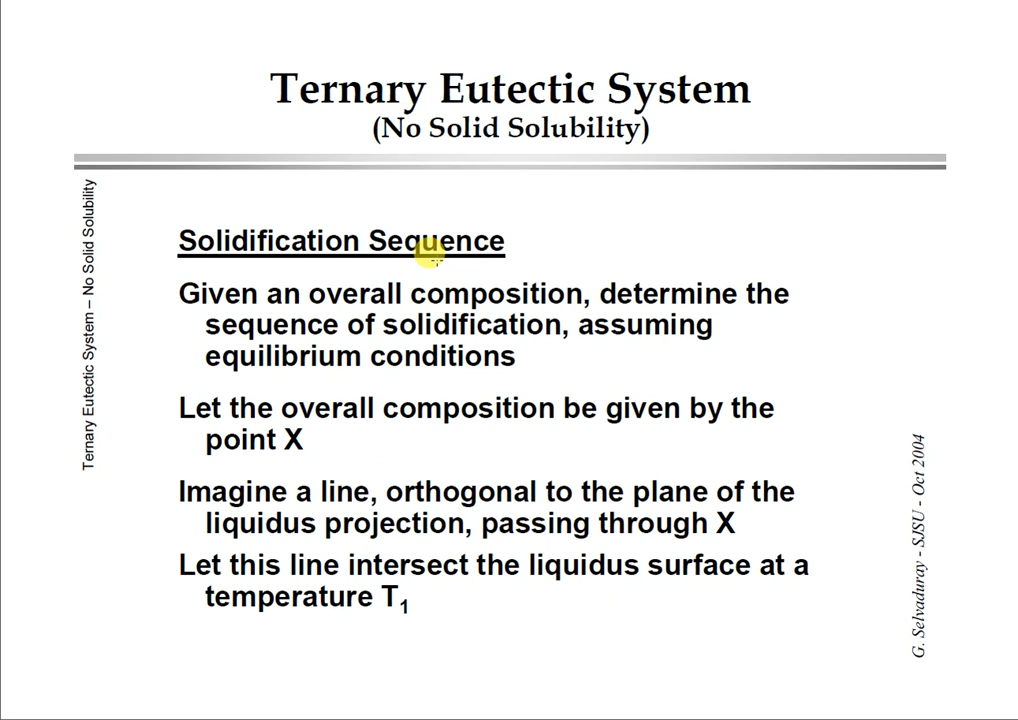 Ternary Eutectic System
(No Solid Solubility)
Ternary Eutectic System – No Solid Solubility
Solidification Sequence
Given an overall composition, determine the
sequence of solidification, assuming
equilibrium conditions
Let the overall composition be given by the
point X
Imagine a line, orthogonal to the plane of the
liquidus projection, passing through X
Let this line intersect the liquidus surface at a
temperature T₁
G. Selvaduray - SJSU - Oct 2004